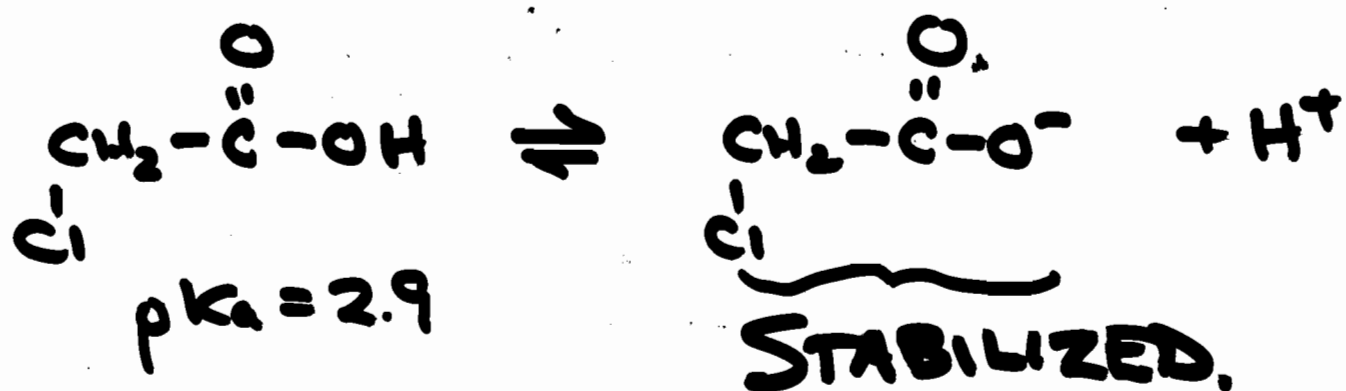 O O
CH₂-C-OH ⇌ CH₂-C-O⁻ + H⁺
Cl Cl
pKa = 2.9
STABILIZED.